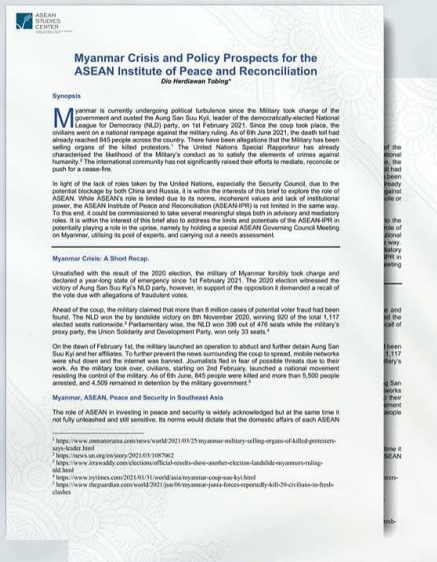 ASEAN
STUDIES
CENTER
Myanmar Crisis and Policy Prospects for the
ASEAN Institute of Peace and Reconciliation
Dio Herdiawan Tobing*
Synopsis
Myanmar is currently undergoing political turbulence since the Military took charge of the
government and ousted the Aung San Suu Kyii, leader of the democratically-elected National
League for Democracy (NLD) party, on 1st February 2021. Since the coup took place, the
civilians went on a national rampage against the military ruling. As of 6th June 2021, the death toll had
already reached 845 people across the country. There have been allegations that the Military has been
selling organs of the killed protesters.¹ The United Nations Special Rapporteur has already
characterised the likelihood of the Military's conduct as to satisfy the elements of crimes against
humanity.² The international community has not significantly raised their efforts to mediate, reconcile or
push for a cease-fire.
In light of the lack of roles taken by the United Nations, especially the Security Council, due to the
potential blockage by both China and Russia, it is within the interests of this brief to explore the role of
ASEAN. While ASEAN's role is limited due to its norms, incoherent values and lack of institutional
power, the ASEAN Institute of Peace and Reconciliation (ASEAN-IPR) is not limited in the same way.
To this end, it could be commissioned to take several meaningful steps both in advisory and mediatory
roles. It is within the interest of this brief also to address the limits and potentials of the ASEAN-IPR in
potentially playing a role in the uprise, namely by holding a special ASEAN Governing Council Meeting
on Myanmar, utilising its pool of experts, and carrying out a needs assessment.
Myanmar Crisis: A Short Recap.
Unsatisfied with the result of the 2020 election, the military of Myanmar forcibly took charge and
declared a year-long state of emergency since 1st February 2021. The 2020 election witnessed the
victory of Aung San Suu Kyi's NLD party, however, in support of the opposition it demanded a recall of
the vote due with allegations of fraudulent votes.
Ahead of the coup, the military claimed that more than 8 million cases of potential voter fraud had been
found. The NLD won the by landslide victory on 8th November 2020, winning 920 of the total 1,117
elected seats nationwide.³ Parliamentary wise, the NLD won 396 out of 476 seats while the military's
proxy party, the Union Solidarity and Development Party, won only 33 seats.⁴
On the dawn of February 1st, the military launched an operation to abduct and further detain Aung San
Suu Kyi and her affiliates. To further prevent the news surrounding the coup to spread, mobile networks
were shut down and the internet was banned. Journalists lived in fear of possible threats due to their
work. As the military took over, civilians, starting on 2nd February, launched a national movement
resisting the control of the military. As of 6th June, 845 people were killed and more than 5,500 people
arrested, and 4,509 remained in detention by the military government.⁵
Myanmar, ASEAN, Peace and Security in Southeast Asia
The role of ASEAN in investing in peace and security is widely acknowledged but at the same time it
not fully unleashed and still sensitive. Its norms would dictate that the domestic affairs of each ASEAN
¹ https://www.onmanorama.com/news/world/2021/03/25/myanmar-military-selling-organs-of-killed-protesters-
says-leader.html
² https://news.un.org/en/story/2021/03/1087062
³ https://www.irrawaddy.com/elections/official-results-show-another-election-landslide-myanmars-ruling-
nld.html
⁴ https://www.nytimes.com/2021/01/31/world/asia/myanmar-coup-suu-kyi.html
⁵ https://www.theguardian.com/world/2021/jun/06/myanmar-junta-forces-reportedly-kill-20-civilians-in-fresh-
clashes